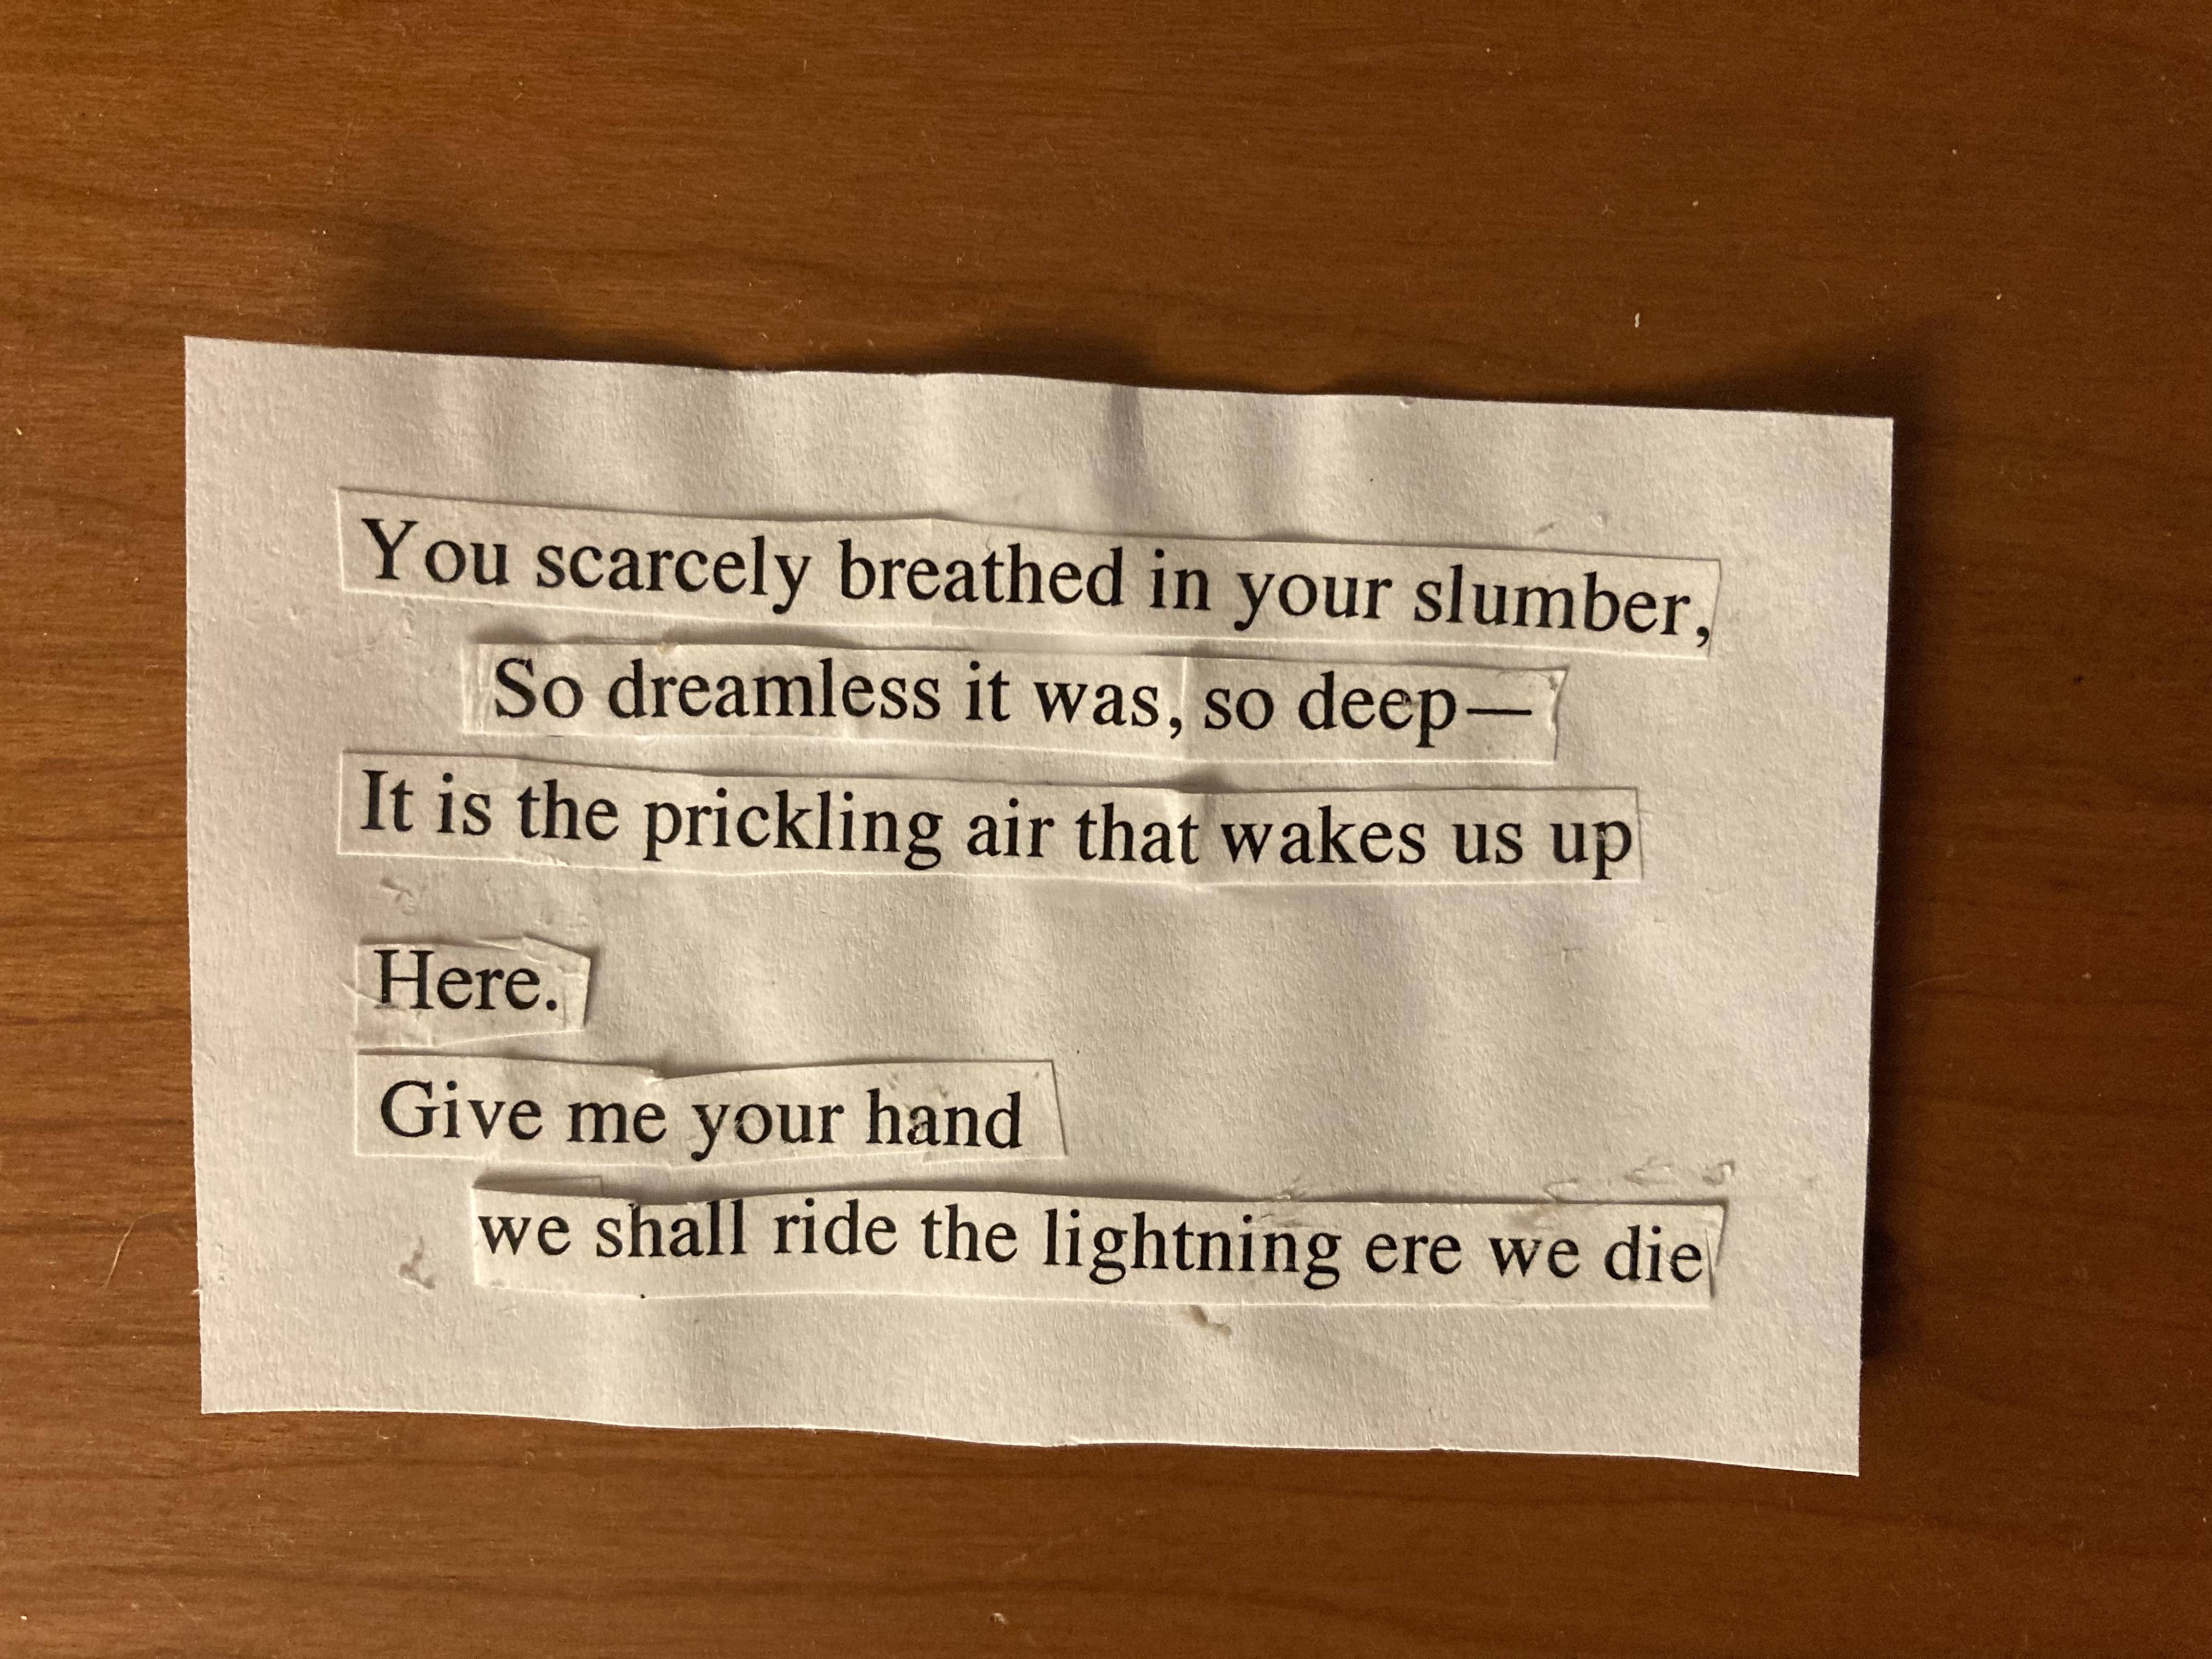 You scarcely breathed in your slumber,
So dreamless it was, so deep—
It is the prickling air that wakes us up
Here.
Give me your hand
we shall ride the lightning ere we die